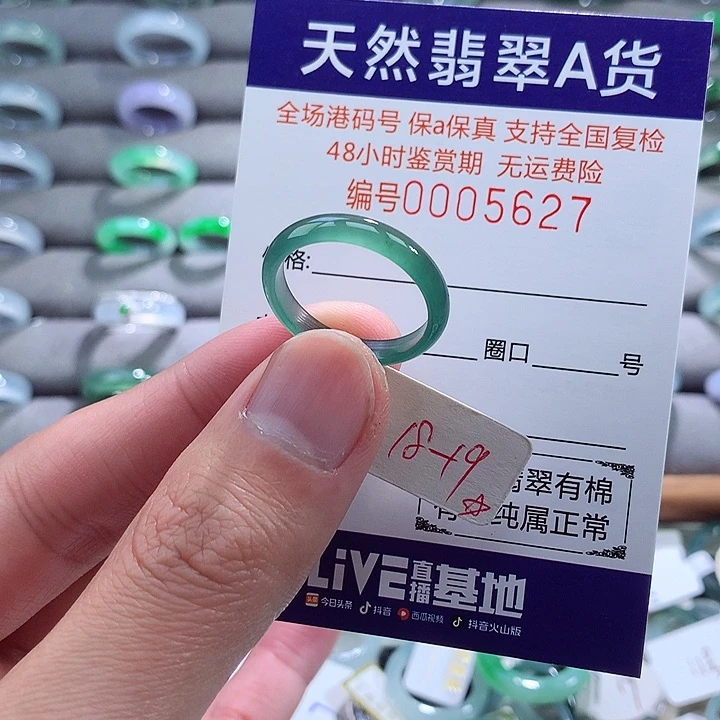 天然翡翠A货
全场港码号 保a保真 支持全国复检
48小时鉴赏期 无运费险
编号0005627
格:
圈口 号
翡翠有棉
纯属正常
LiVE直播基地
今日头条 抖音 西瓜视频 抖音火山版